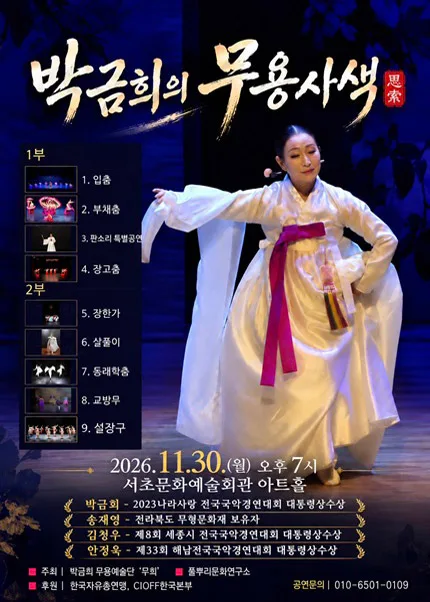 박금희의 무용사색 思索
1부
1. 입춤
2. 부채춤
3. 판소리 특별공연
4. 장고춤
2부
5. 장한가
6. 살풀이
7. 동래학춤
8. 교방무
9. 설장구
2026.11.30.(월) 오후 7시
서초문화예술회관 아트홀
박금희 - 2023나라사랑 전국국악경연대회 대통령상수상
송재영 - 전라북도 무형문화재 보유자
김청우 - 제8회 세종시 전국국악경연대회 대통령상수상
안정욱 - 제33회 해남전국국악경연대회 대통령상수상
주최 | 박금희 무용예술단 "무희" 풀뿌리문화연구소
후원 | 한국자유총연맹, CIOFF한국본부
공연문의 | 010-6501-0109